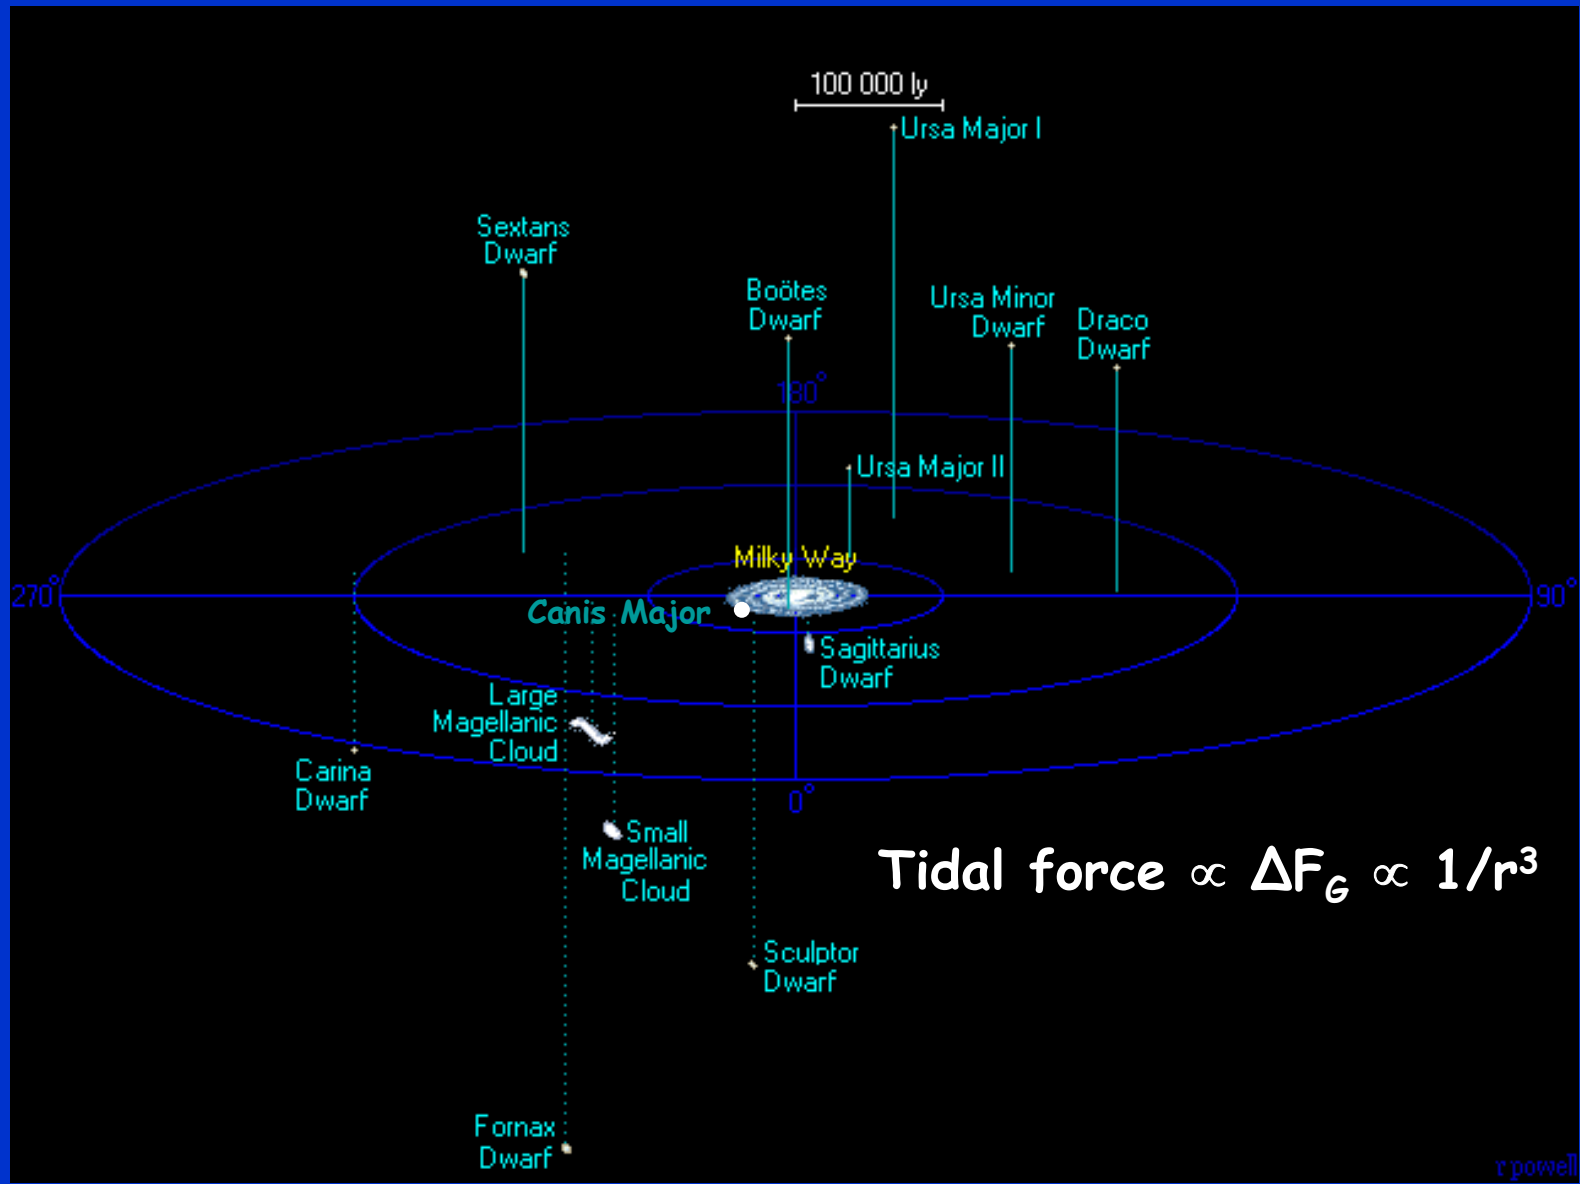 100 000 ly
Ursa Major I
Sextans
Dwarf
Boötes
Dwarf
Ursa Minor
Dwarf
Draco
Dwarf
180°
Ursa Major II
Milky Way
270°
90°
Canis Major
Sagittarius
Dwarf
Large
Magellanic
Cloud
Carina
Dwarf
0°
Small
Magellanic
Cloud
Tidal force ∝ ΔF_G ∝ 1/r³
Sculptor
Dwarf
Fornax
Dwarf
r powell